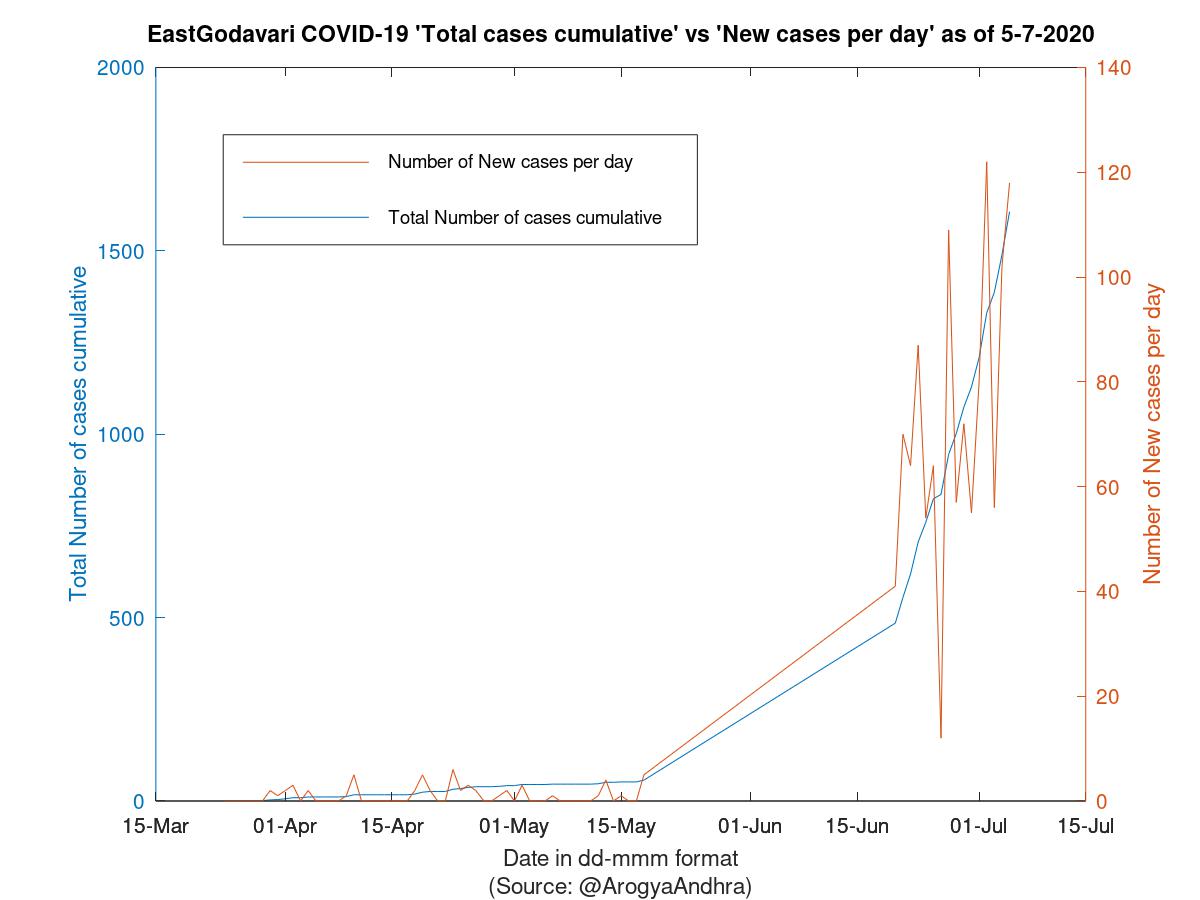 EastGodavari COVID-19 'Total cases cumulative' vs 'New cases per day' as of 5-7-2020
2000
1500
1000
500
0
Total Number of cases cumulative
Number of New cases per day
Total Number of cases cumulative
140
120
100
80
60
40
20
0
Number of New cases per day
15-Mar 01-Apr 15-Apr 01-May 15-May 01-Jun 15-Jun 01-Jul 15-Jul
Date in dd-mmm format
(Source: @ArogyaAndhra)